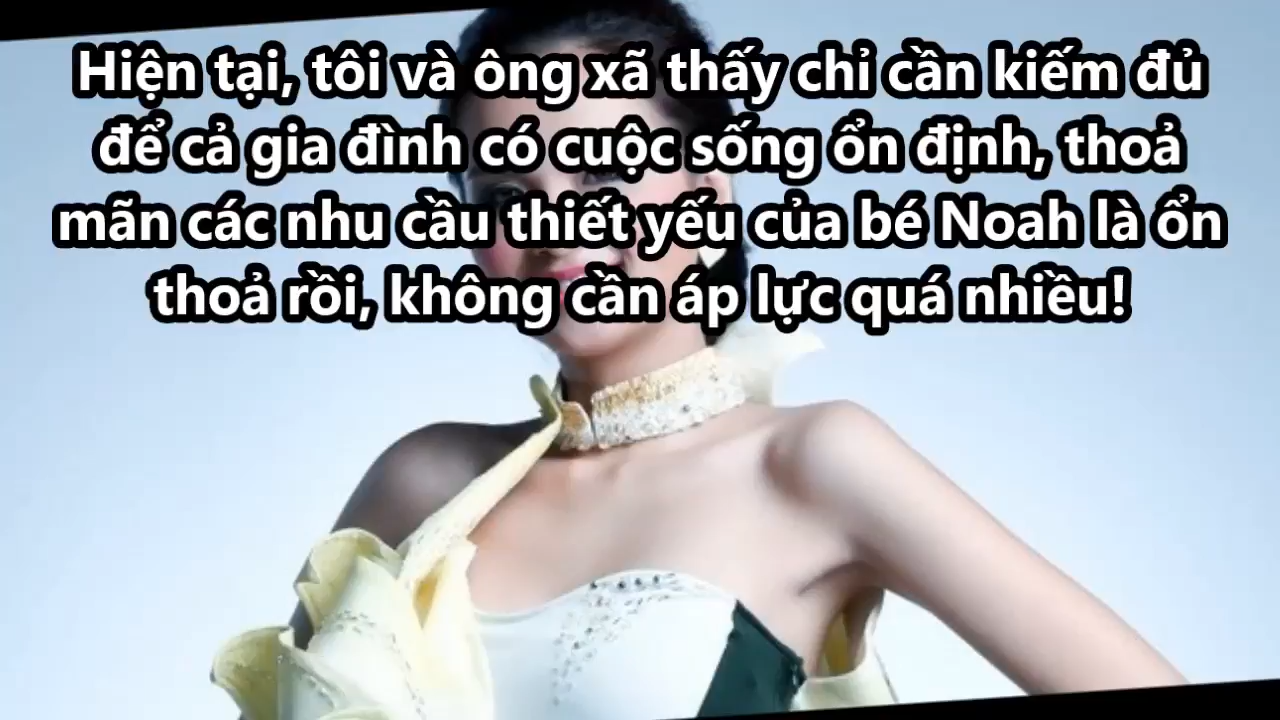 Hiện tại, tôi và ông xã thấy chỉ cần kiếm đủ
để cả gia đình có cuộc sống ổn định, thoả
mãn các nhu cầu thiết yếu của bé Noah là ổn
thoả rồi, không cần áp lực quá nhiều!